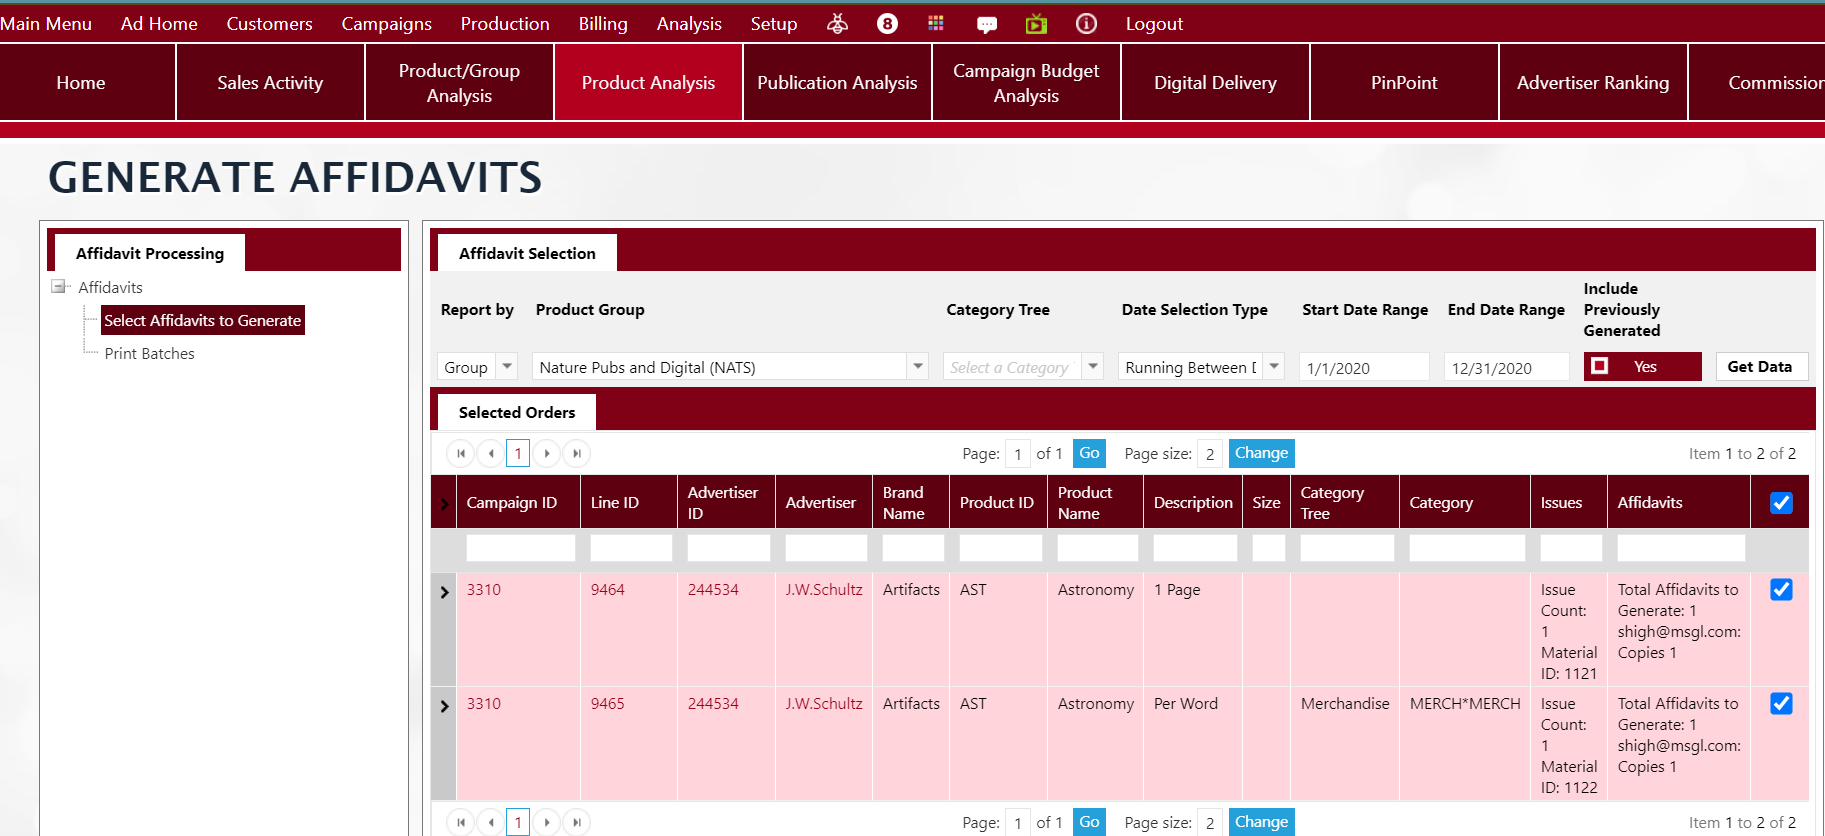 Main Menu Ad Home Customers Campaigns Production Billing Analysis Setup 8 Logout
Home Sales Activity Product/Group Analysis Product Analysis Publication Analysis Campaign Budget Analysis Digital Delivery PinPoint Advertiser Ranking Commission
GENERATE AFFIDAVITS
Affidavit Processing
Affidavits
Select Affidavits to Generate
Print Batches
Affidavit Selection
Report by Product Group Category Tree Date Selection Type Start Date Range End Date Range Include Previously Generated
Group Nature Pubs and Digital (NATS) Select a Category Running Between 1/1/2020 12/31/2020 Yes Get Data
Selected Orders
1 Page: 1 of 1 Go Page size: 2 Change Item 1 to 2 of 2
Campaign ID Line ID Advertiser ID Advertiser Brand Name Product ID Product Name Description Size Category Tree Category Issues Affidavits
3310 9464 244534 J.W.Schultz Artifacts AST Astronomy 1 Page Issue Total Affidavits to
Count: Generate: 1
1 shigh@msgl.com:
Material Copies 1
ID: 1121
3310 9465 244534 J.W.Schultz Artifacts AST Astronomy Per Word Merchandise MERCH*MERCH Issue Total Affidavits to
Count: Generate: 1
1 shigh@msgl.com:
Material Copies 1
ID: 1122
1 Page: 1 of 1 Go Page size: 2 Change Item 1 to 2 of 2